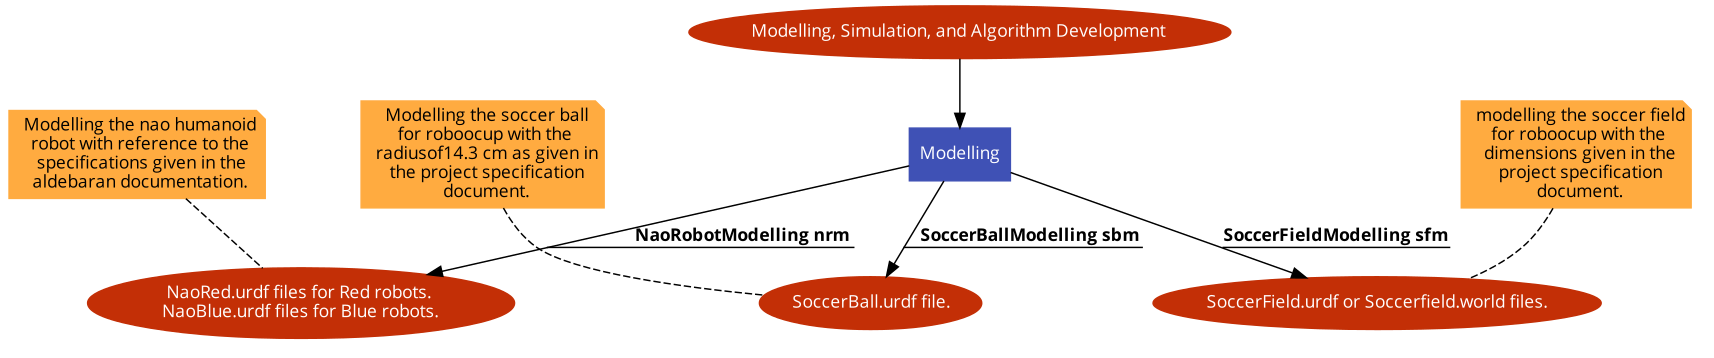 Modelling, Simulation, and Algorithm Development
Modelling the nao humanoid
robot with reference to the
specifications given in the
aldebaran documentation.
Modelling the soccer ball
for roboocup with the
radiusof14.3 cm as given in
the project specification
document.
Modelling
modelling the soccer field
for roboocup with the
dimensions given in the
project specification
document.
NaoRobotModelling nrm
SoccerBallModelling sbm
SoccerFieldModelling sfm
NaoRed.urdf files for Red robots.
NaoBlue.urdf files for Blue robots.
SoccerBall.urdf file.
SoccerField.urdf or Soccerfield.world files.